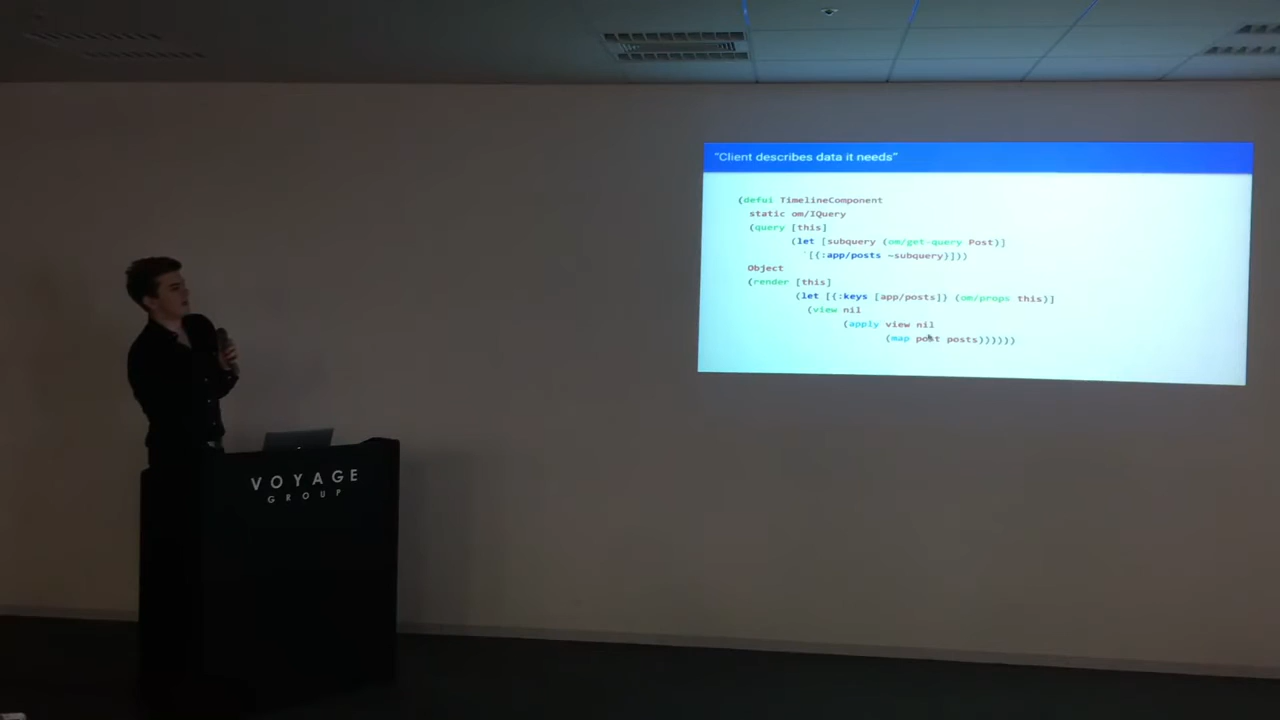 "Client describes data it needs"
(defui TimelineComponent
static om/IQuery
(query [this]
(let [subquery (om/get-query Post)]
`[{:app/posts ~subquery}]))
Object
(render [this]
(let [{:keys [app/posts]} (om/props this)]
(view nil
(apply view nil
(map post posts))))))
VOYAGE
GROUP